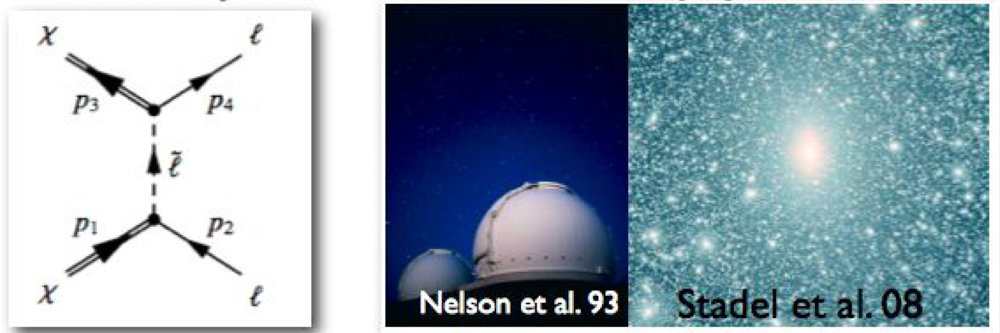 χ ℓ
p3 p4
ℓ̃
p1 p2
χ ℓ
Nelson et al. 93
Stadel et al. 08